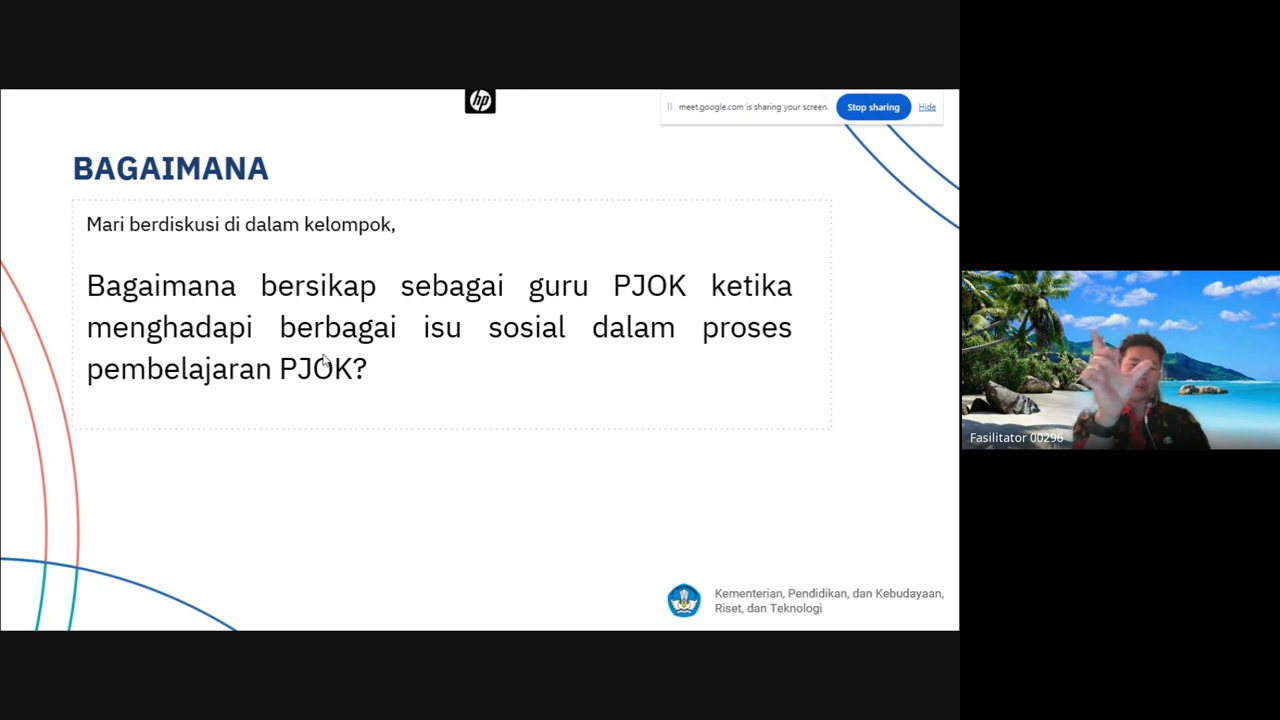 hp
meet.google.com is sharing your screen.
Stop sharing
Hide
BAGAIMANA
Mari berdiskusi di dalam kelompok,
Bagaimana bersikap sebagai guru PJOK ketika
menghadapi berbagai isu sosial dalam proses
pembelajaran PJOK?
Fasilitator 00296
Kementerian, Pendidikan, dan Kebudayaan,
Riset, dan Teknologi